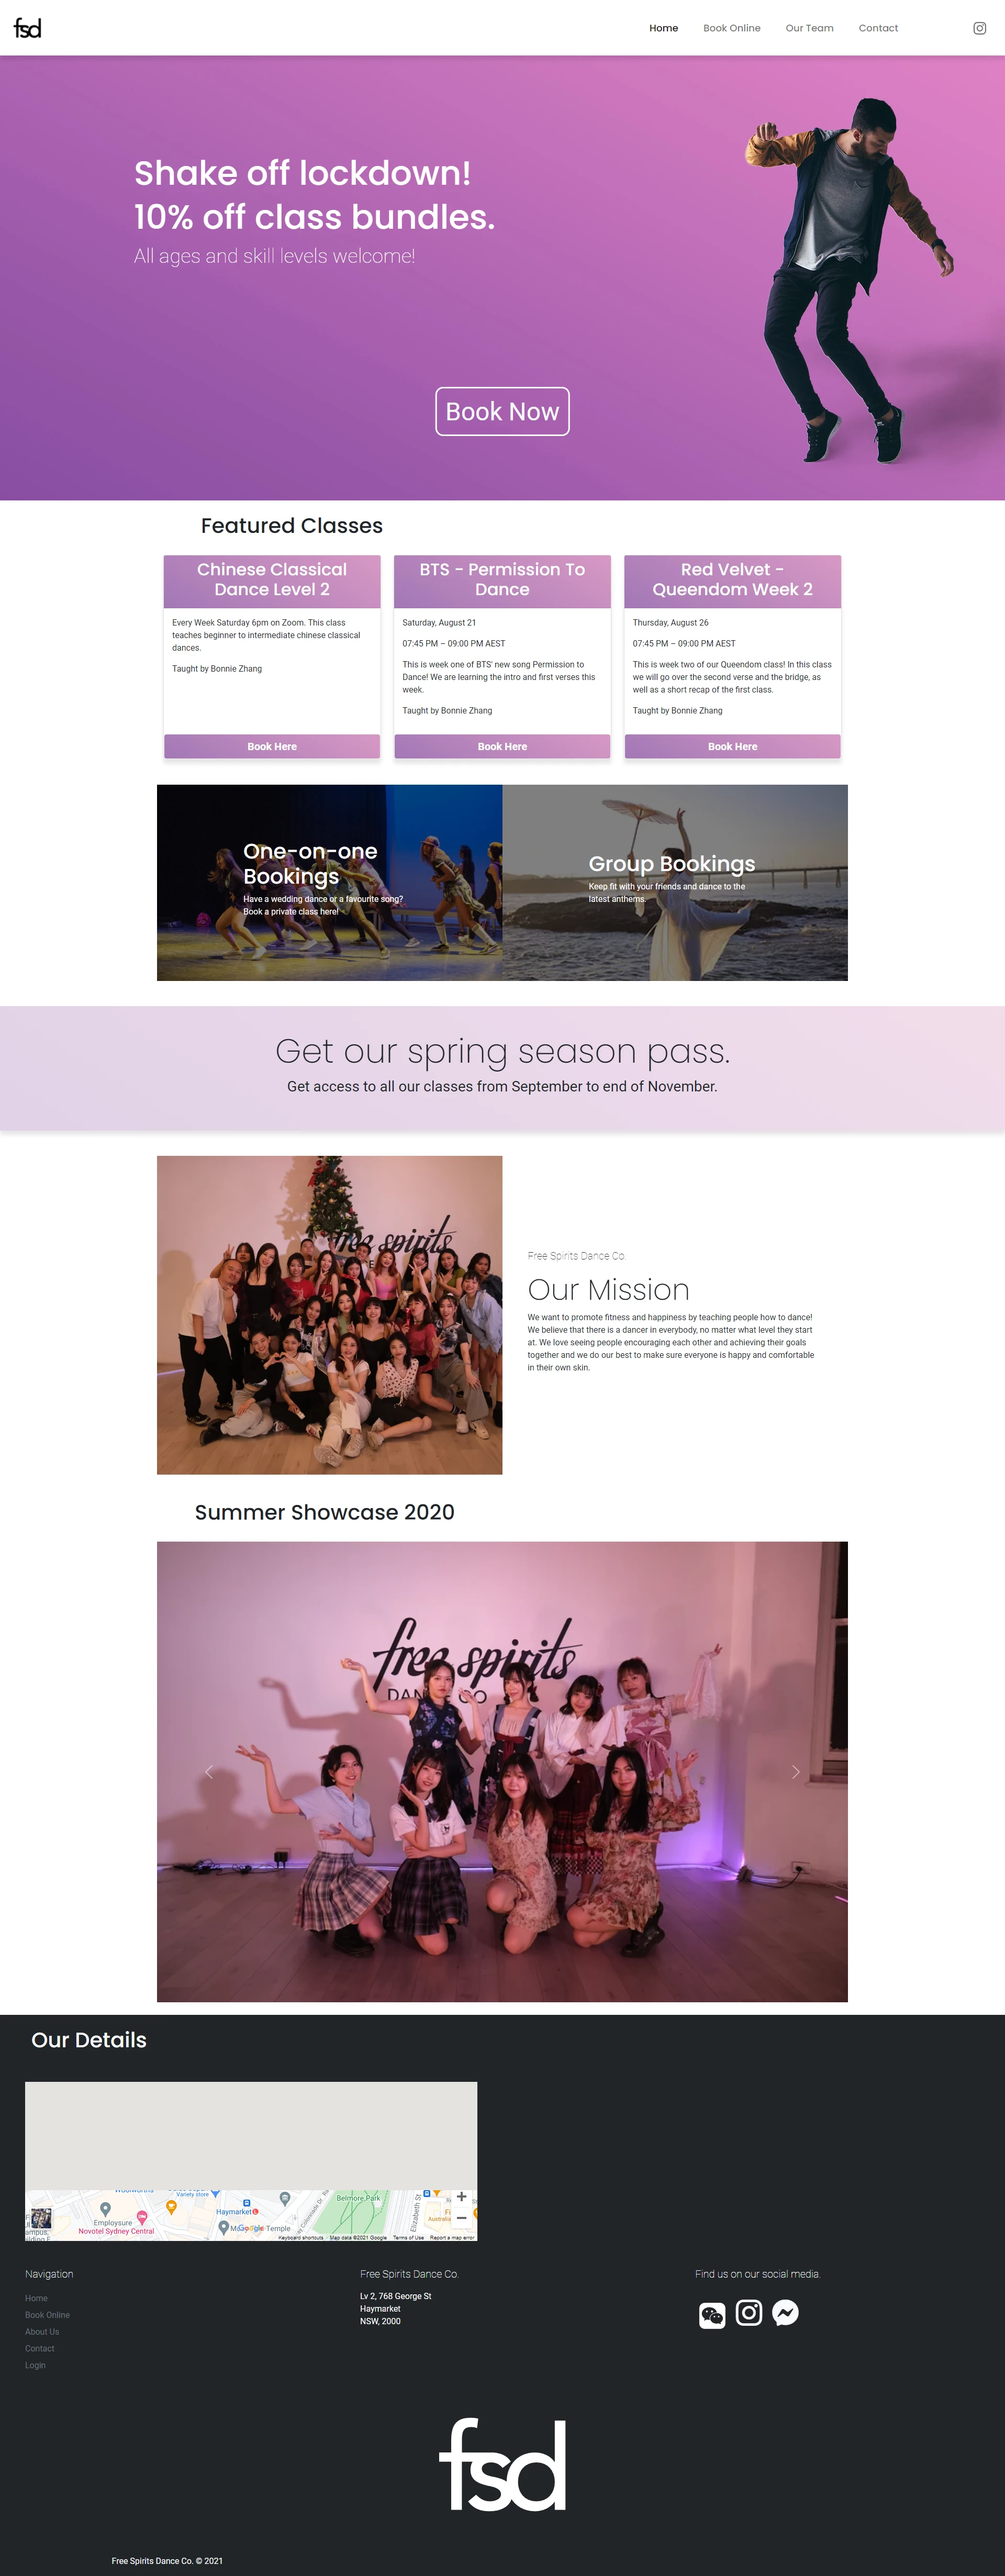 fsd
Home Book Online Our Team Contact
Shake off lockdown!
10% off class bundles.
All ages and skill levels welcome!
Book Now
Featured Classes
Chinese Classical
Dance Level 2
Every Week Saturday 6pm on Zoom. This class
teaches beginner to intermediate chinese classical
dances.
Taught by Bonnie Zhang
Book Here
BTS - Permission To
Dance
Saturday, August 21
07:45 PM – 09:00 PM AEST
This is week one of BTS' new song Permission to
Dance! We are learning the intro and first verses this
week.
Taught by Bonnie Zhang
Book Here
Red Velvet -
Queendom Week 2
Thursday, August 26
07:45 PM – 09:00 PM AEST
This is week two of our Queendom class! In this class
we will go over the second verse and the bridge, as
well as a short recap of the first class.
Taught by Bonnie Zhang
Book Here
One-on-one
Bookings
Have a wedding dance or a favourite song?
Book a private class here!
Group Bookings
Keep fit with your friends and dance to the
latest anthems.
Get our spring season pass.
Get access to all our classes from September to end of November.
free spirits
Free Spirits Dance Co.
Our Mission
We want to promote fitness and happiness by teaching people how to dance!
We believe that there is a dancer in everybody, no matter what level they start
at. We love seeing people encouraging each other and achieving their goals
together and we do our best to make sure everyone is happy and comfortable
in their own skin.
Summer Showcase 2020
free spirits
DANCE CO
Our Details
Woolworths
Variety store
Belmore Park
Haymarket
Employsure
Novotel Sydney Central
Google
Temple
Elizabeth St
Keyboard shortcuts Map data ©2021 Google Terms of Use Report a map error
Navigation
Home
Book Online
About Us
Contact
Login
Free Spirits Dance Co.
Lv 2, 768 George St
Haymarket
NSW, 2000
Find us on our social media.
fsd
Free Spirits Dance Co. © 2021